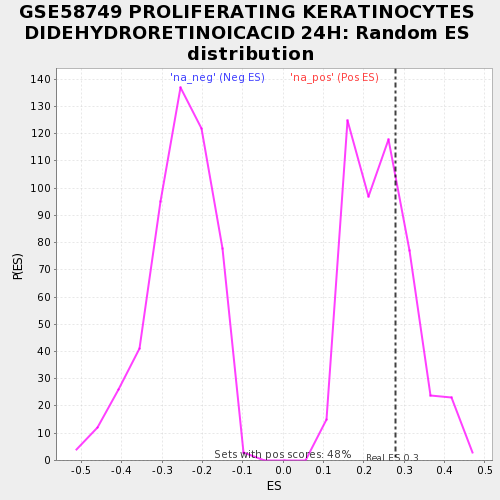 GSE58749 PROLIFERATING KERATINOCYTES
DIDEHYDRORETINOICACID 24H: Random ES
distribution
'na_neg' (Neg ES) 'na_pos' (Pos ES)
140
130
120
110
100
90
80
70
60
50
40
30
20
10
0
P(ES)
Sets with pos scores: 48%
Real ES 0.3
-0.5 -0.4 -0.3 -0.2 -0.1 0.0 0.1 0.2 0.3 0.4 0.5
ES